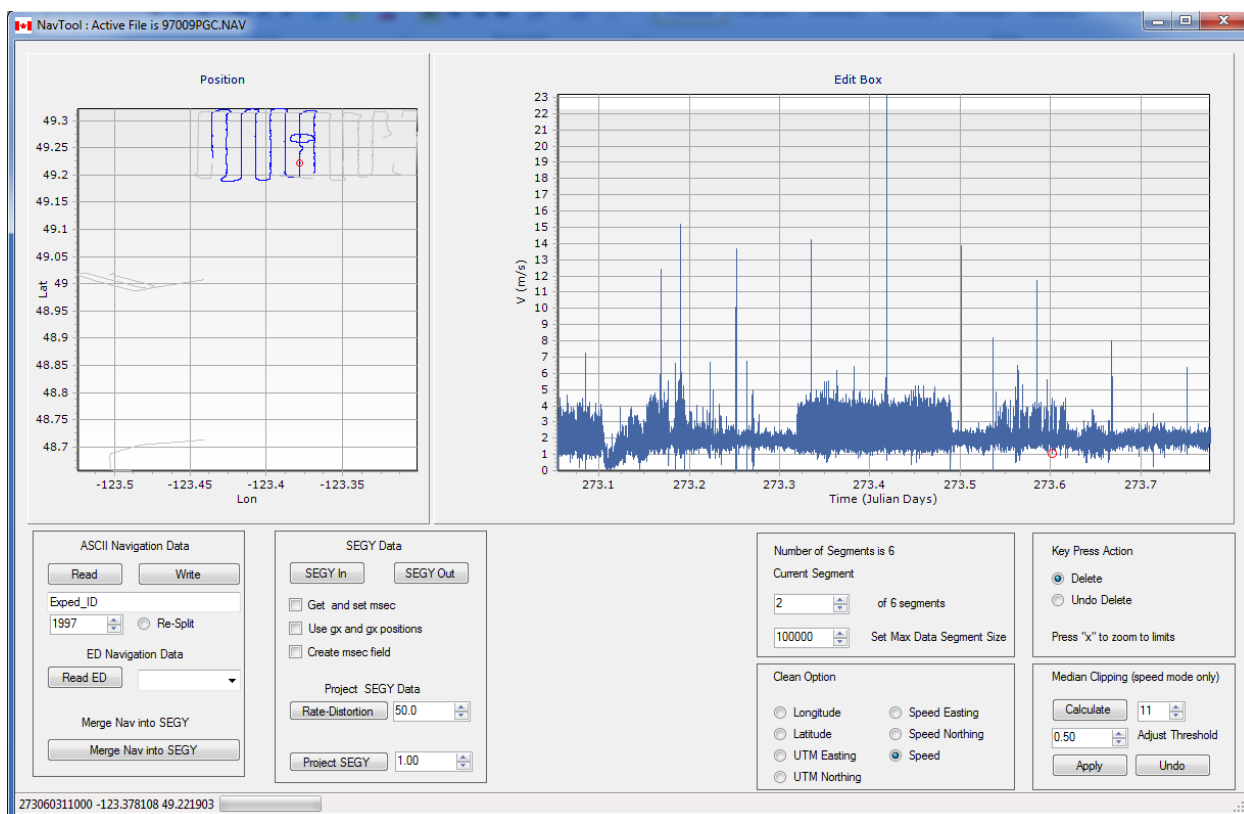 NavTool : Active File is 97009PGC.NAV
Position
49.3
49.25
49.2
49.1
49.05
49
48.95
48.9
48.85
48.8
48.75
48.7
Lat
-123.5
-123.45
-123.4
-123.35
Lon
Edit Box
23
22
21
20
19
18
17
16
15
14
13
12
11
10
9
8
7
6
5
4
3
2
1
0
V (m/s)
273.1
273.2
273.3
273.4
273.5
273.6
273.7
Time (Julian Days)
ASCII Navigation Data
Read
Write
Exped_ID
1997
Re-Split
ED Navigation Data
Read ED
Merge Nav into SEGY
Merge Nav into SEGY
SEGY Data
SEGY In
SEGY Out
Get and set msec
Use gx and gx positions
Create msec field
Project SEGY Data
Rate-Distortion
50.0
Project SEGY
1.00
Number of Segments is 6
Current Segment
2
of 6 segments
100000
Set Max Data Segment Size
Clean Option
Longitude
Speed Easting
Latitude
Speed Northing
UTM Easting
Speed
UTM Northing
Key Press Action
Delete
Undo Delete
Press "x" to zoom to limits
Median Clipping (speed mode only)
Calculate
11
0.50
Adjust Threshold
Apply
Undo
273060311000 -123.378108 49.221903